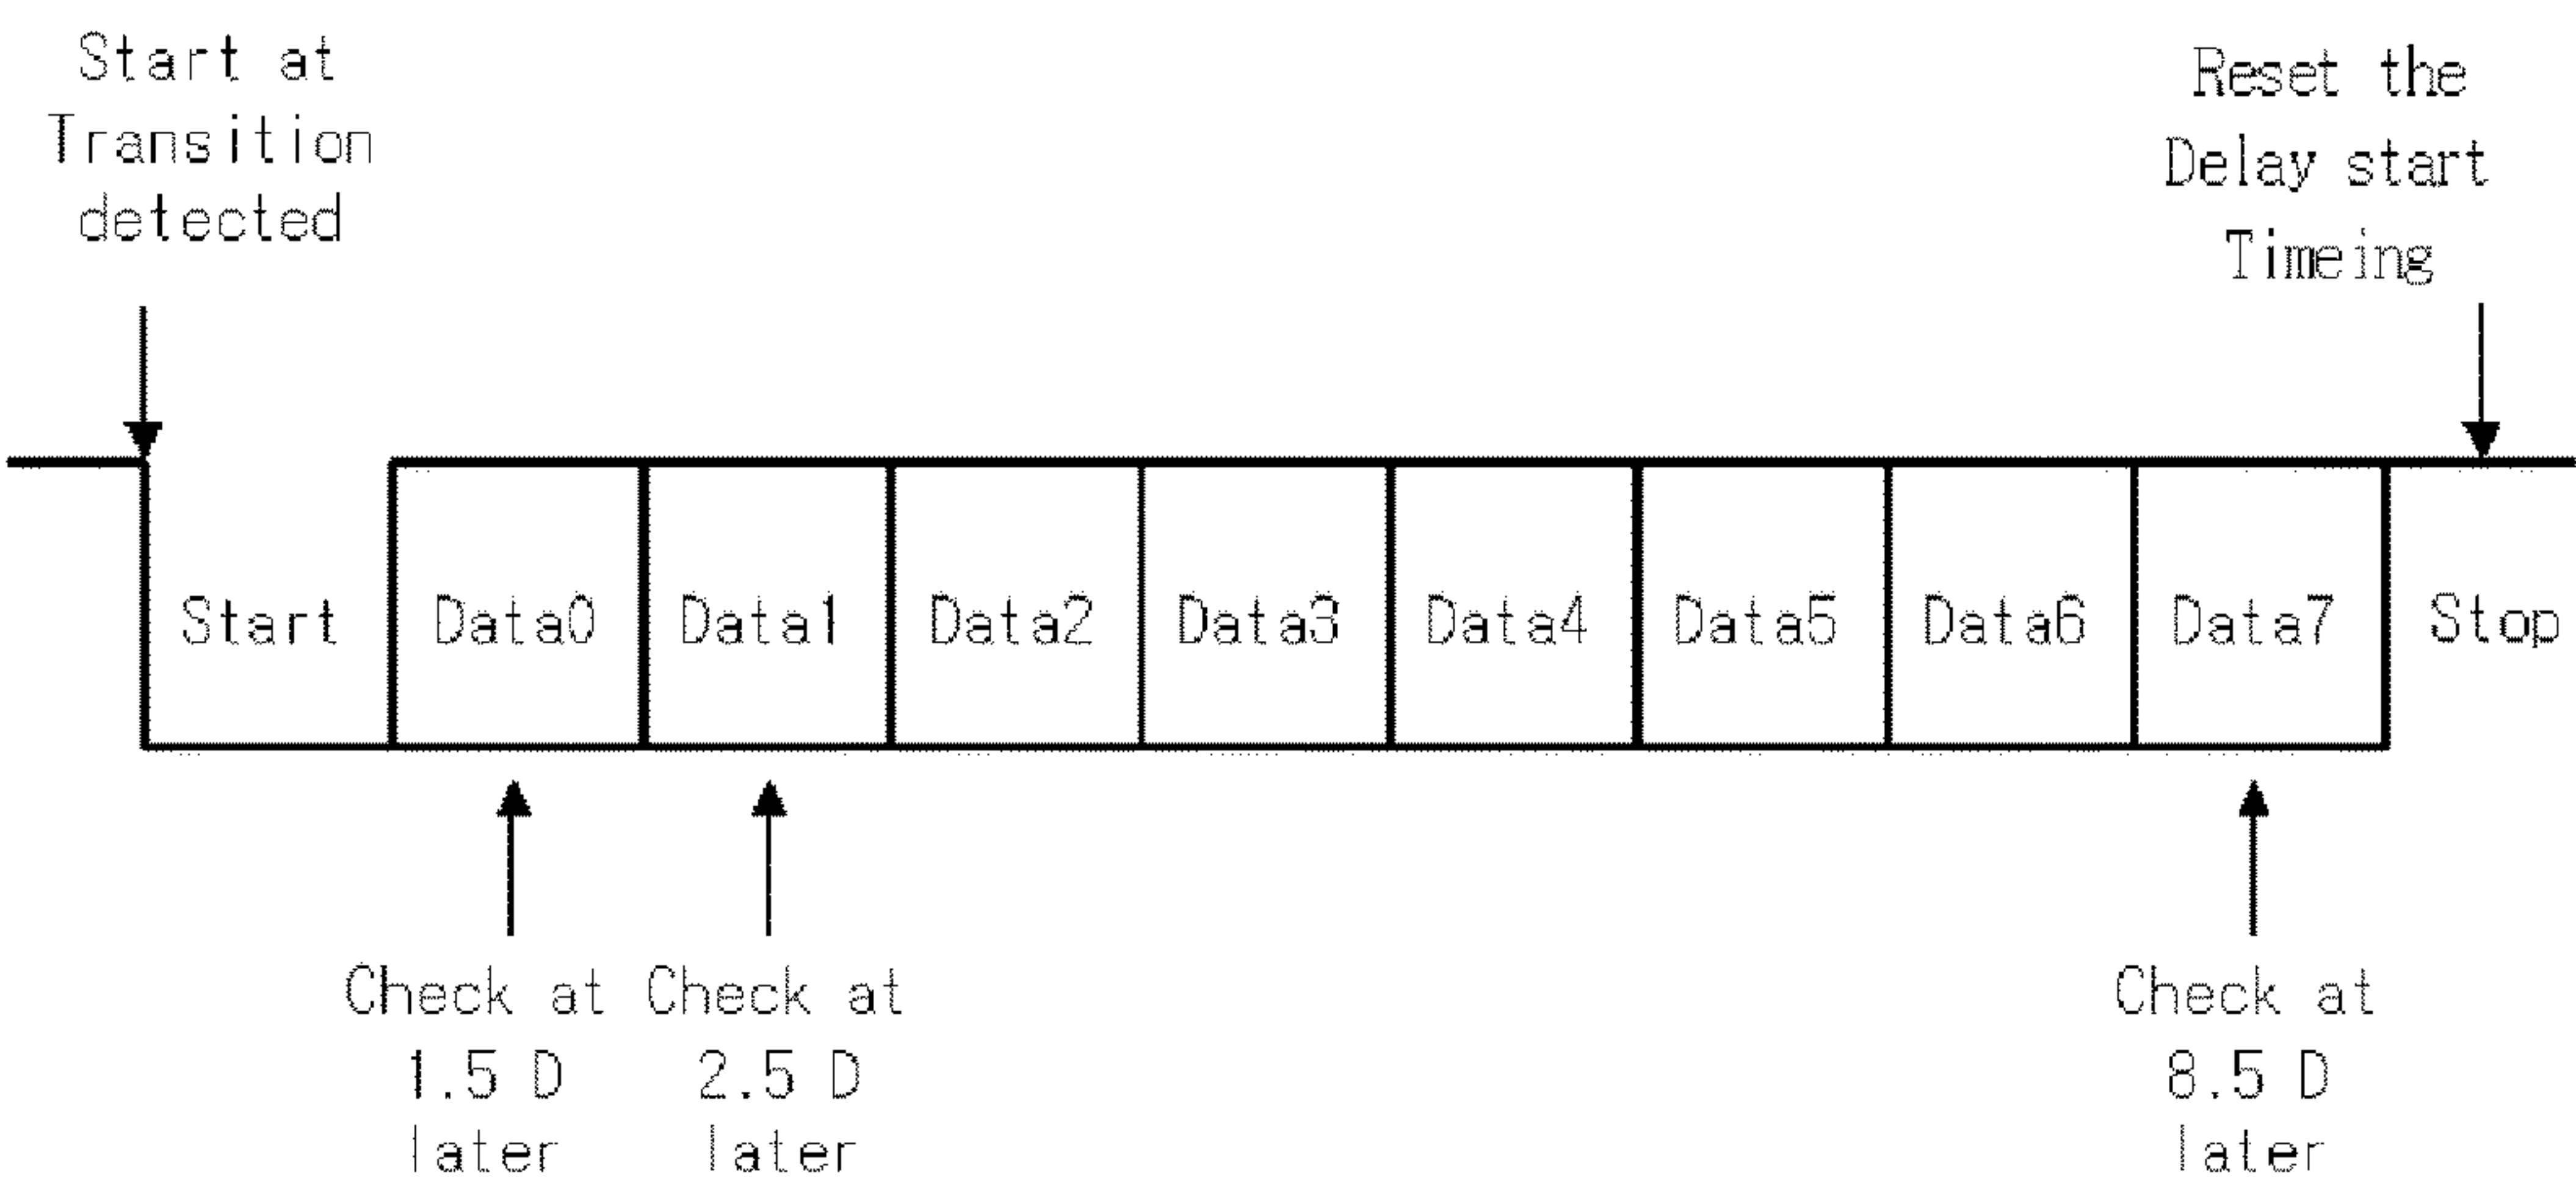 Start at
Transition
detected
Reset the
Delay start
Timeing
Start Data0 Data1 Data2 Data3 Data4 Data5 Data6 Data7 Stop
Check at
1.5 D
later
Check at
2.5 D
later
Check at
8.5 D
later